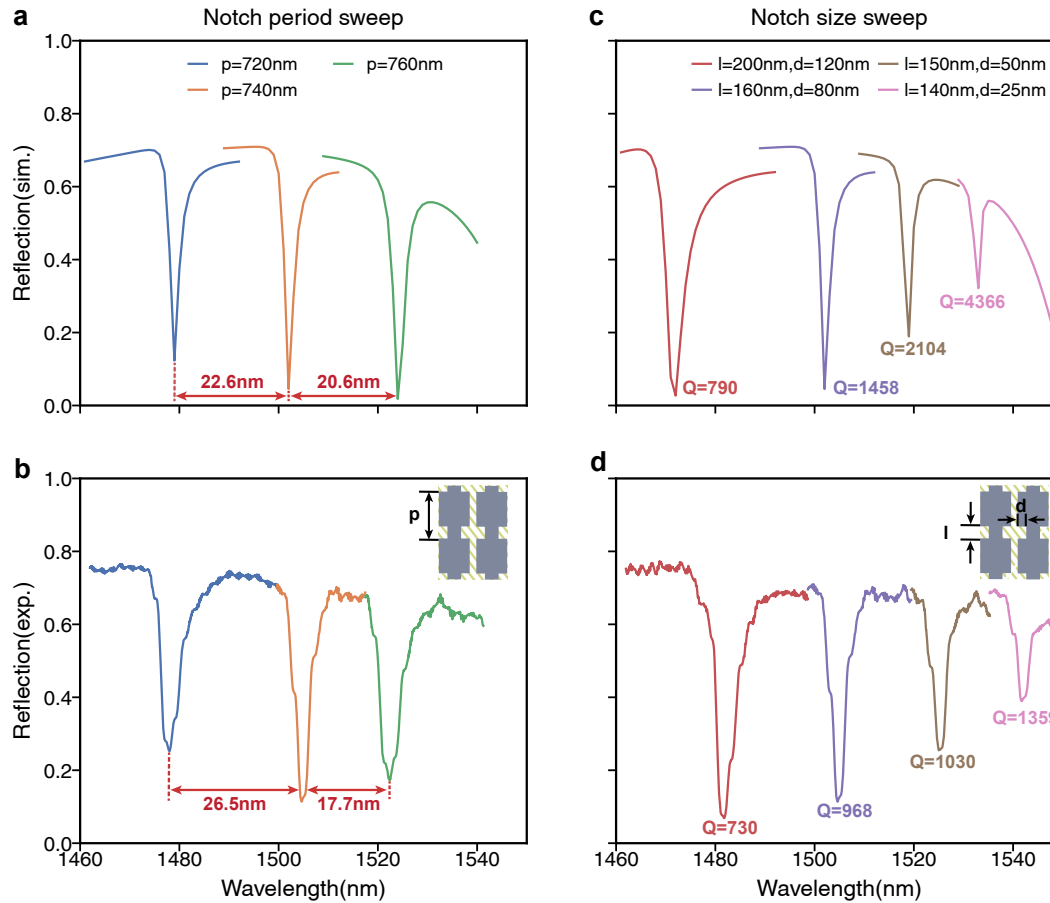 a
Notch period sweep
1.0
0.8
0.6
0.4
0.2
0.0
Reflection(sim.)
p=720nm
p=760nm
p=740nm
22.6nm
20.6nm
c
Notch size sweep
l=200nm,d=120nm
l=150nm,d=50nm
l=160nm,d=80nm
l=140nm,d=25nm
Q=4366
Q=2104
Q=790
Q=1458
b
1.0
0.8
0.6
0.4
0.2
0.0
Reflection(exp.)
p
26.5nm
17.7nm
1460
1480
1500
1520
1540
Wavelength(nm)
d
d
l
Q=1359
Q=1030
Q=968
Q=730
1460
1480
1500
1520
1540
Wavelength(nm)